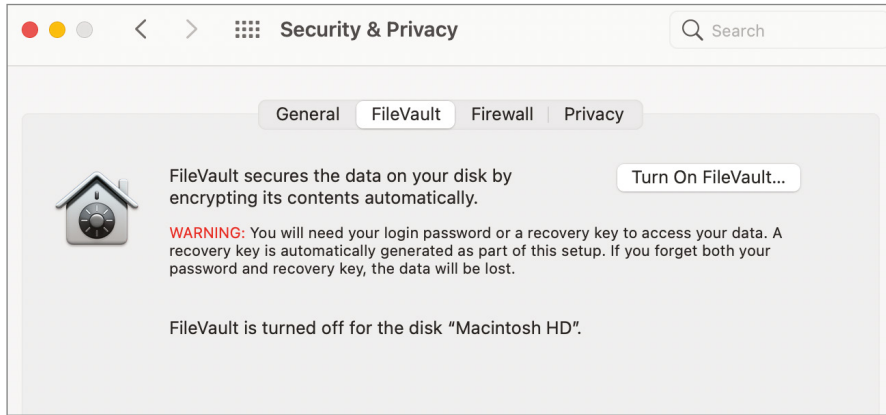 Security & Privacy
Search
General FileVault Firewall Privacy
FileVault secures the data on your disk by
encrypting its contents automatically.
Turn On FileVault...
WARNING: You will need your login password or a recovery key to access your data. A
recovery key is automatically generated as part of this setup. If you forget both your
password and recovery key, the data will be lost.
FileVault is turned off for the disk “Macintosh HD”.